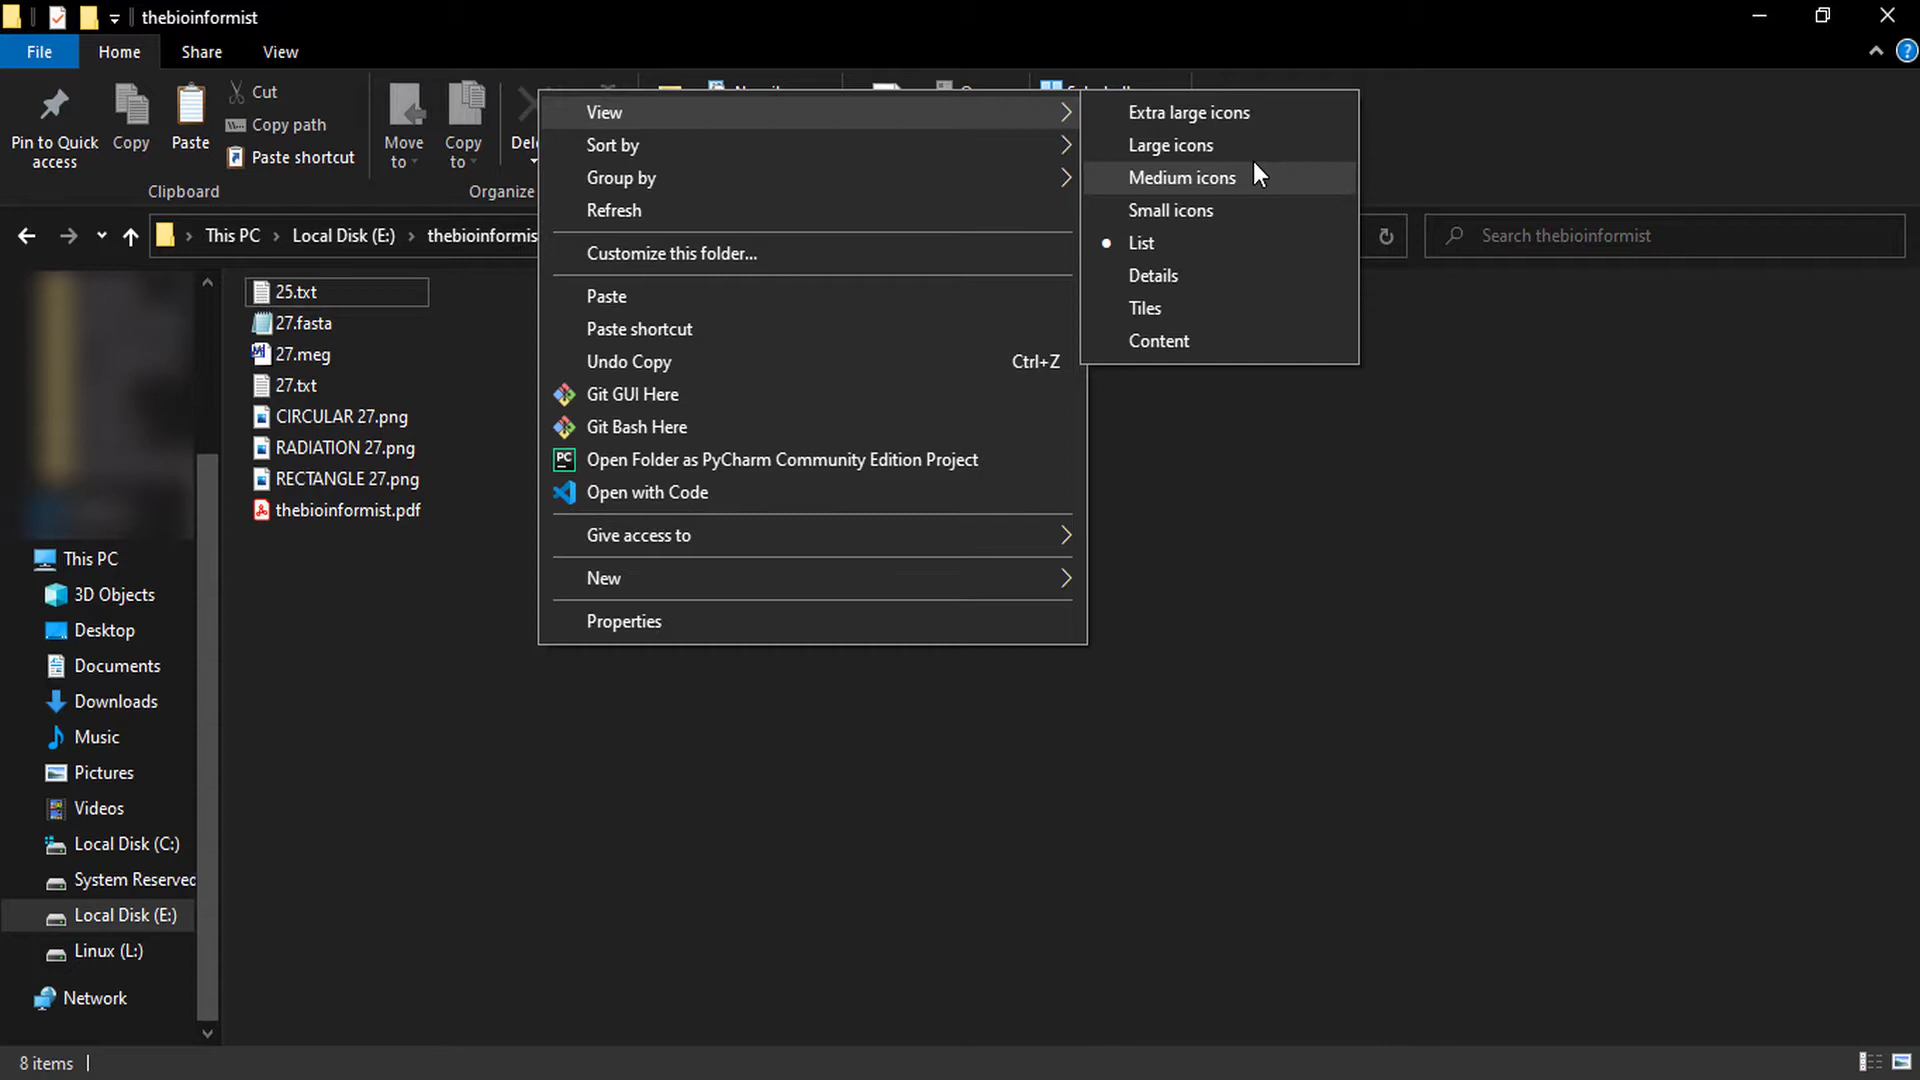 thebioinformist
File Home Share View
Pin to Quick access
Copy
Paste
Cut
Copy path
Paste shortcut
Move to
Copy to
Clipboard
Organize
This PC > Local Disk (E:) > thebioinformis
Search thebioinformist
25.txt
27.fasta
27.meg
27.txt
CIRCULAR 27.png
RADIATION 27.png
RECTANGLE 27.png
thebioinformist.pdf
View
Sort by
Group by
Refresh
Customize this folder...
Paste
Paste shortcut
Undo Copy Ctrl+Z
Git GUI Here
Git Bash Here
PC Open Folder as PyCharm Community Edition Project
Open with Code
Give access to
New
Properties
Extra large icons
Large icons
Medium icons
Small icons
List
Details
Tiles
Content
This PC
3D Objects
Desktop
Documents
Downloads
Music
Pictures
Videos
Local Disk (C:)
System Reserved
Local Disk (E:)
Linux (L:)
Network
8 items